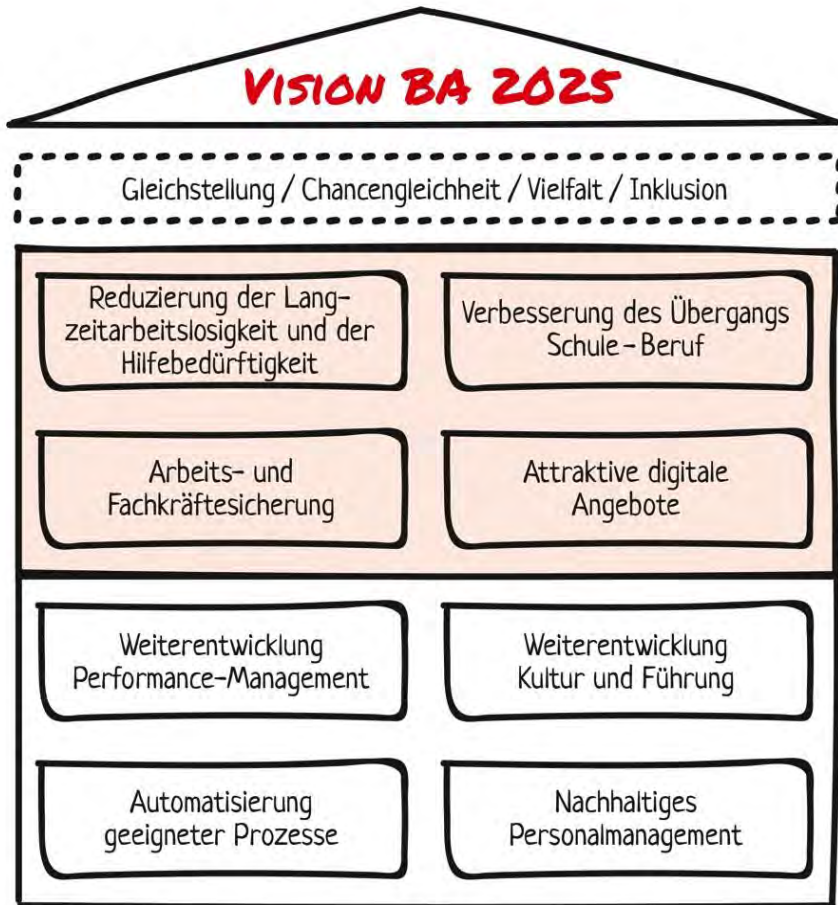 VISION BA 2025
Gleichstellung / Chancengleichheit / Vielfalt / Inklusion
Reduzierung der Lang-
zeitarbeitslosigkeit und der
Hilfebedürftigkeit
Verbesserung des Übergangs
Schule – Beruf
Arbeits- und
Fachkräftesicherung
Attraktive digitale
Angebote
Weiterentwicklung
Performance-Management
Weiterentwicklung
Kultur und Führung
Automatisierung
geeigneter Prozesse
Nachhaltiges
Personalmanagement